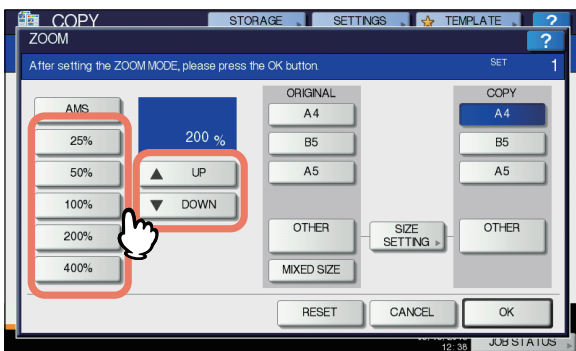 COPY STORAGE SETTINGS TEMPLATE ?
ZOOM ?
After setting the ZOOM MODE, please press the OK button. SET 1
ORIGINAL COPY
AMS A4 A4
25% 200 % B5 B5
50% UP A5 A5
100% DOWN
200% OTHER SIZE SETTING OTHER
400% MIXED SIZE
RESET CANCEL OK
12:38 JOB STATUS